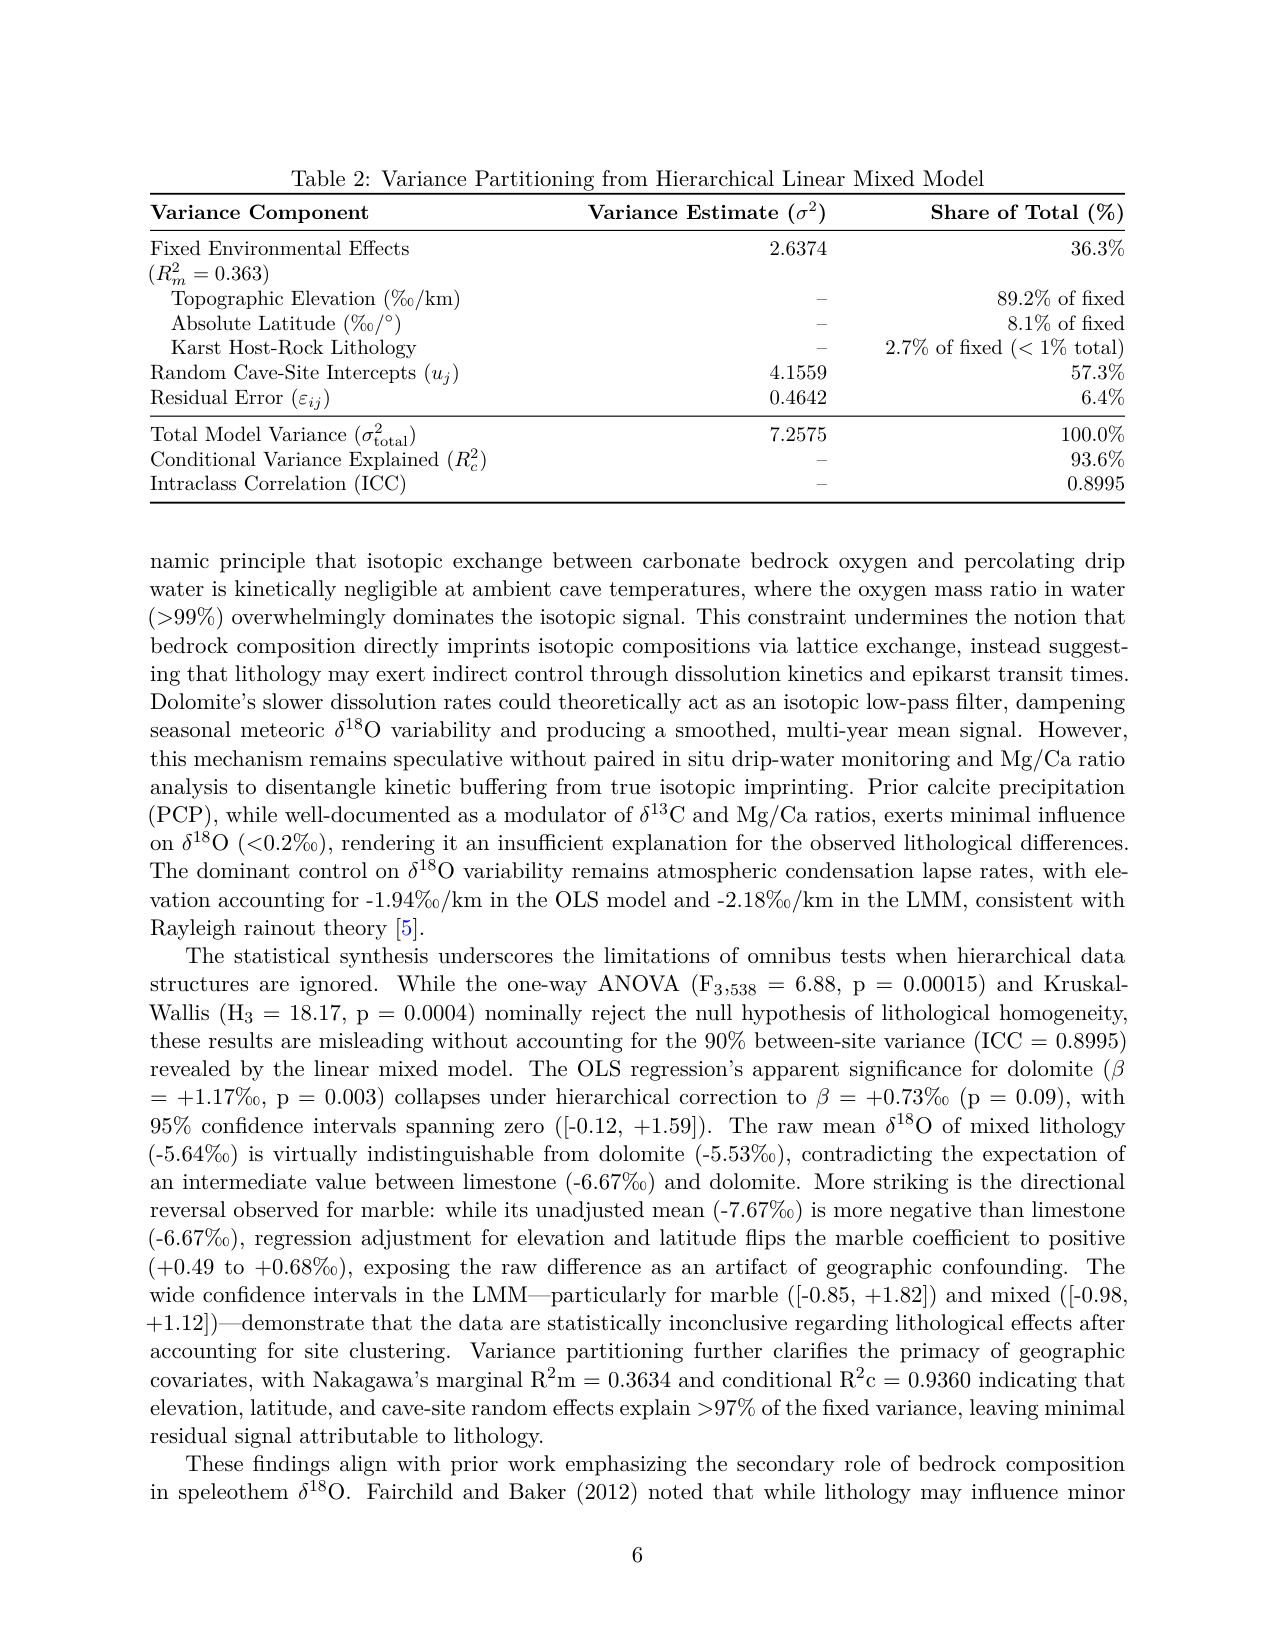 Table 2: Variance Partitioning from Hierarchical Linear Mixed Model
Variance Component Variance Estimate (σ²) Share of Total (%)
Fixed Environmental Effects 2.6374 36.3%
(R²ₘ = 0.363)
Topographic Elevation (‰/km) – 89.2% of fixed
Absolute Latitude (‰/°) – 8.1% of fixed
Karst Host-Rock Lithology – 2.7% of fixed (< 1% total)
Random Cave-Site Intercepts (uⱼ) 4.1559 57.3%
Residual Error (εᵢⱼ) 0.4642 6.4%
Total Model Variance (σ²total) 7.2575 100.0%
Conditional Variance Explained (R²c) – 93.6%
Intraclass Correlation (ICC) – 0.8995
namic principle that isotopic exchange between carbonate bedrock oxygen and percolating drip
water is kinetically negligible at ambient cave temperatures, where the oxygen mass ratio in water
(>99%) overwhelmingly dominates the isotopic signal. This constraint undermines the notion that
bedrock composition directly imprints isotopic compositions via lattice exchange, instead suggest-
ing that lithology may exert indirect control through dissolution kinetics and epikarst transit times.
Dolomite's slower dissolution rates could theoretically act as an isotopic low-pass filter, dampening
seasonal meteoric δ¹⁸O variability and producing a smoothed, multi-year mean signal. However,
this mechanism remains speculative without paired in situ drip-water monitoring and Mg/Ca ratio
analysis to disentangle kinetic buffering from true isotopic imprinting. Prior calcite precipitation
(PCP), while well-documented as a modulator of δ¹³C and Mg/Ca ratios, exerts minimal influence
on δ¹⁸O (<0.2‰), rendering it an insufficient explanation for the observed lithological differences.
The dominant control on δ¹⁸O variability remains atmospheric condensation lapse rates, with ele-
vation accounting for -1.94‰/km in the OLS model and -2.18‰/km in the LMM, consistent with
Rayleigh rainout theory [5].
The statistical synthesis underscores the limitations of omnibus tests when hierarchical data
structures are ignored. While the one-way ANOVA (F₃,₅₃₈ = 6.88, p = 0.00015) and Kruskal-
Wallis (H₃ = 18.17, p = 0.0004) nominally reject the null hypothesis of lithological homogeneity,
these results are misleading without accounting for the 90% between-site variance (ICC = 0.8995)
revealed by the linear mixed model. The OLS regression's apparent significance for dolomite (β
= +1.17‰, p = 0.003) collapses under hierarchical correction to β = +0.73‰ (p = 0.09), with
95% confidence intervals spanning zero ([-0.12, +1.59]). The raw mean δ¹⁸O of mixed lithology
(-5.64‰) is virtually indistinguishable from dolomite (-5.53‰), contradicting the expectation of
an intermediate value between limestone (-6.67‰) and dolomite. More striking is the directional
reversal observed for marble: while its unadjusted mean (-7.67‰) is more negative than limestone
(-6.67‰), regression adjustment for elevation and latitude flips the marble coefficient to positive
(+0.49 to +0.68‰), exposing the raw difference as an artifact of geographic confounding. The
wide confidence intervals in the LMM—particularly for marble ([-0.85, +1.82]) and mixed ([-0.98,
+1.12])—demonstrate that the data are statistically inconclusive regarding lithological effects after
accounting for site clustering. Variance partitioning further clarifies the primacy of geographic
covariates, with Nakagawa's marginal R²m = 0.3634 and conditional R²c = 0.9360 indicating that
elevation, latitude, and cave-site random effects explain >97% of the fixed variance, leaving minimal
residual signal attributable to lithology.
These findings align with prior work emphasizing the secondary role of bedrock composition
in speleothem δ¹⁸O. Fairchild and Baker (2012) noted that while lithology may influence minor
6